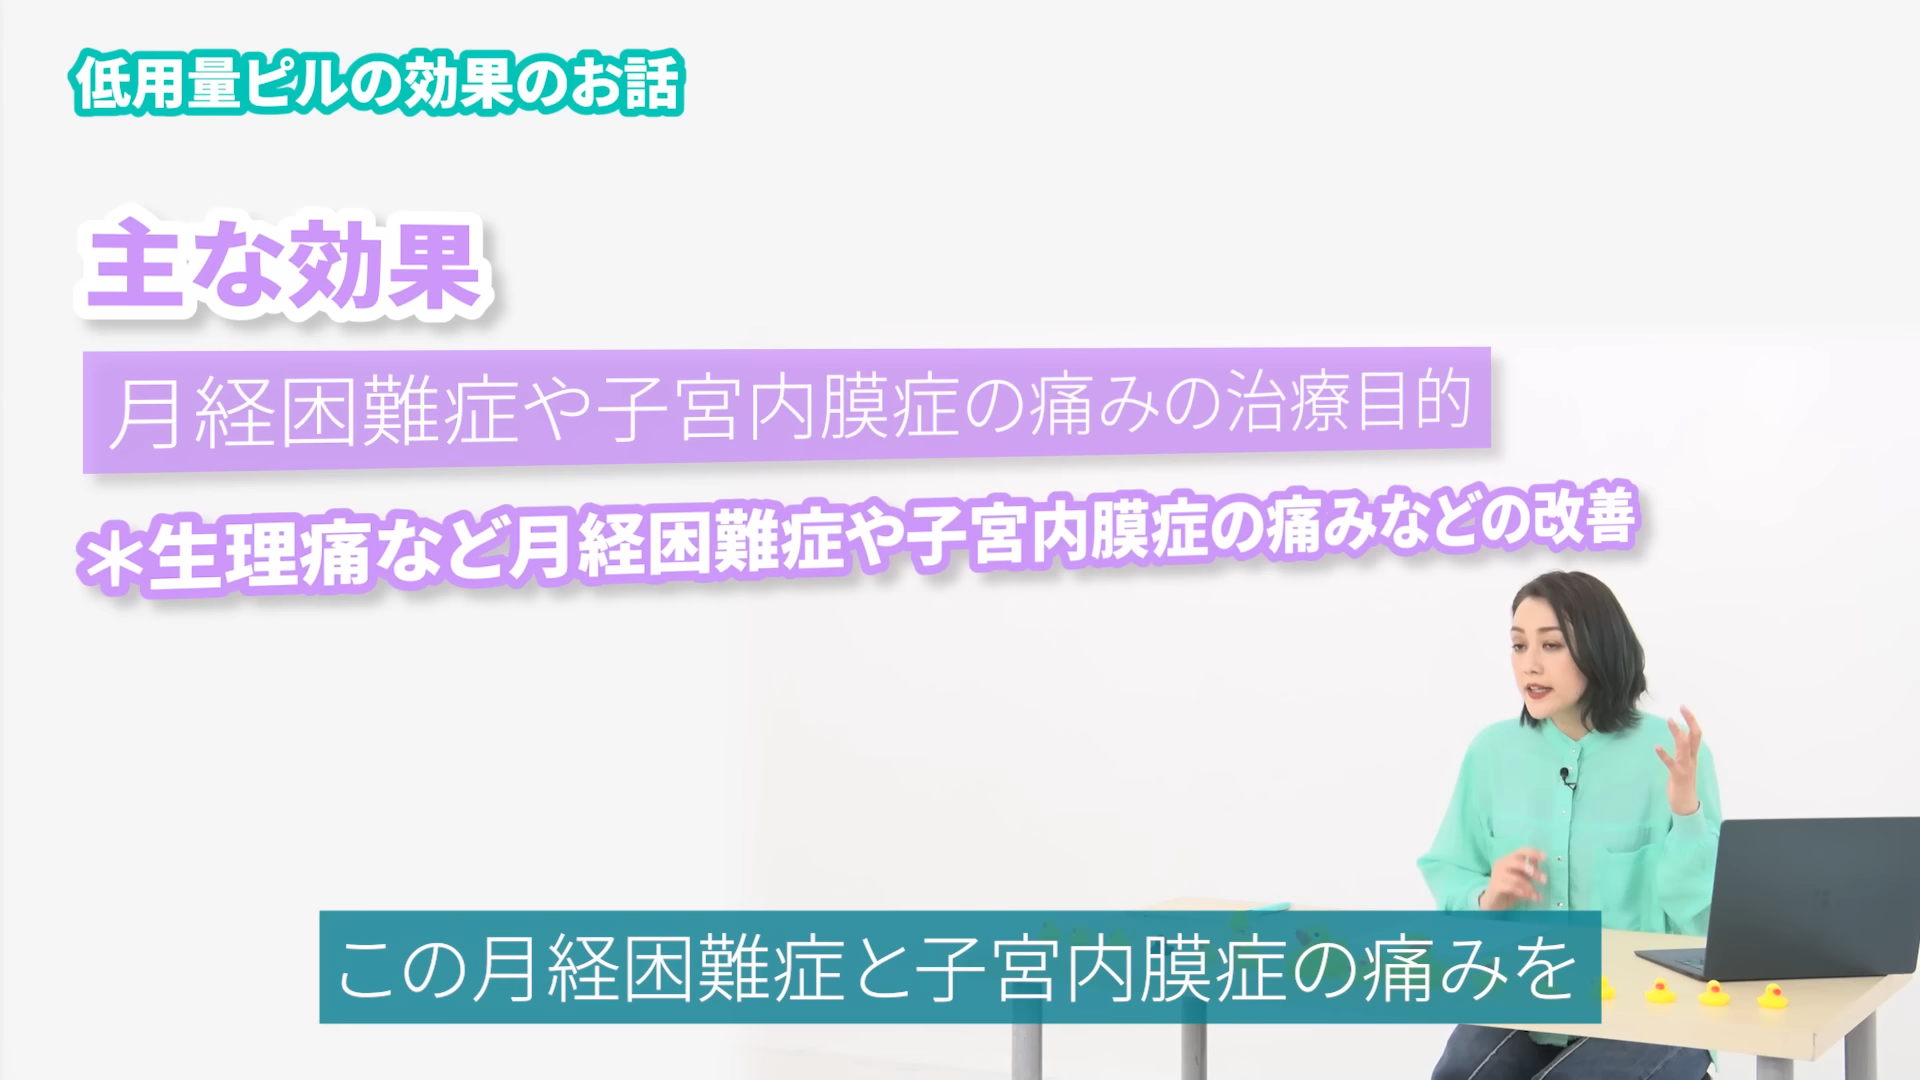 低用量ピルの効果のお話
主な効果
月経困難症や子宮内膜症の痛みの治療目的
＊生理痛など月経困難症や子宮内膜症の痛みなどの改善
この月経困難症と子宮内膜症の痛みを